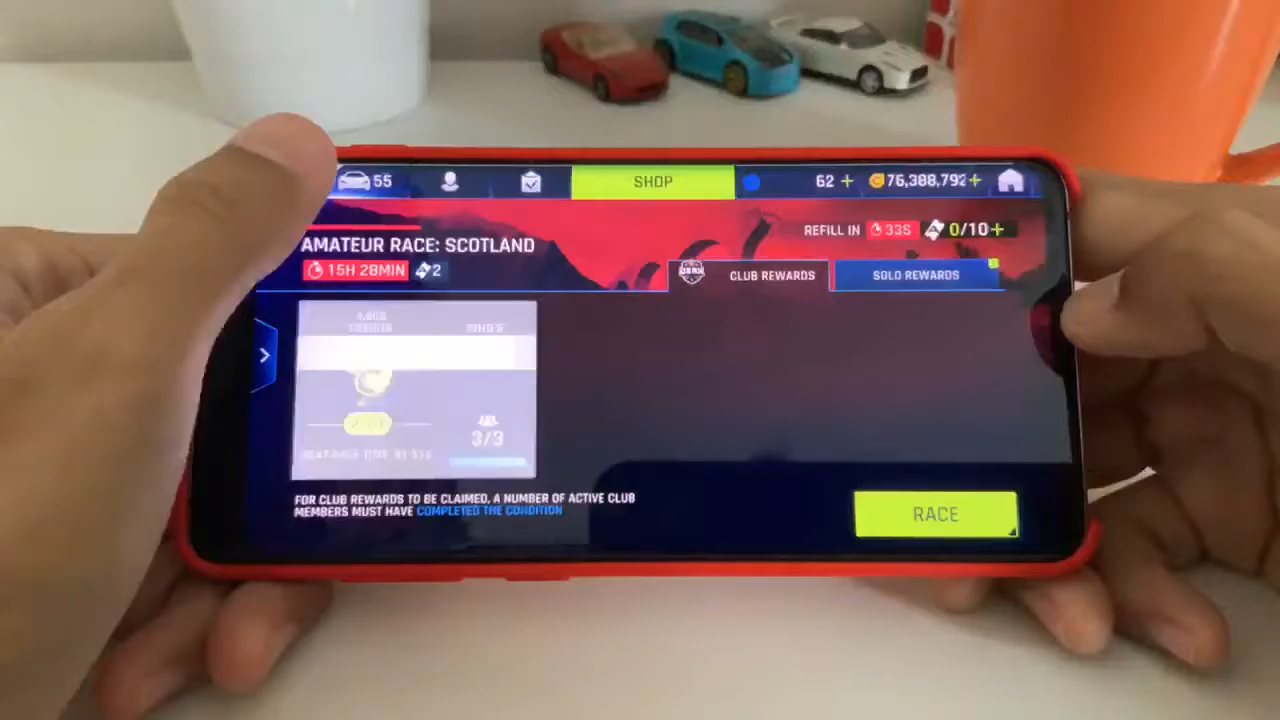 55
SHOP
62 +
76,388,792 +
REFILL IN 33S 0/10+
AMATEUR RACE: SCOTLAND
15H 28MIN 2
CLUB REWARDS
SOLO REWARDS
CREDITS
3/3
FOR CLUB REWARDS TO BE CLAIMED, A NUMBER OF ACTIVE CLUB
MEMBERS MUST HAVE COMPLETED THE CONDITION
RACE